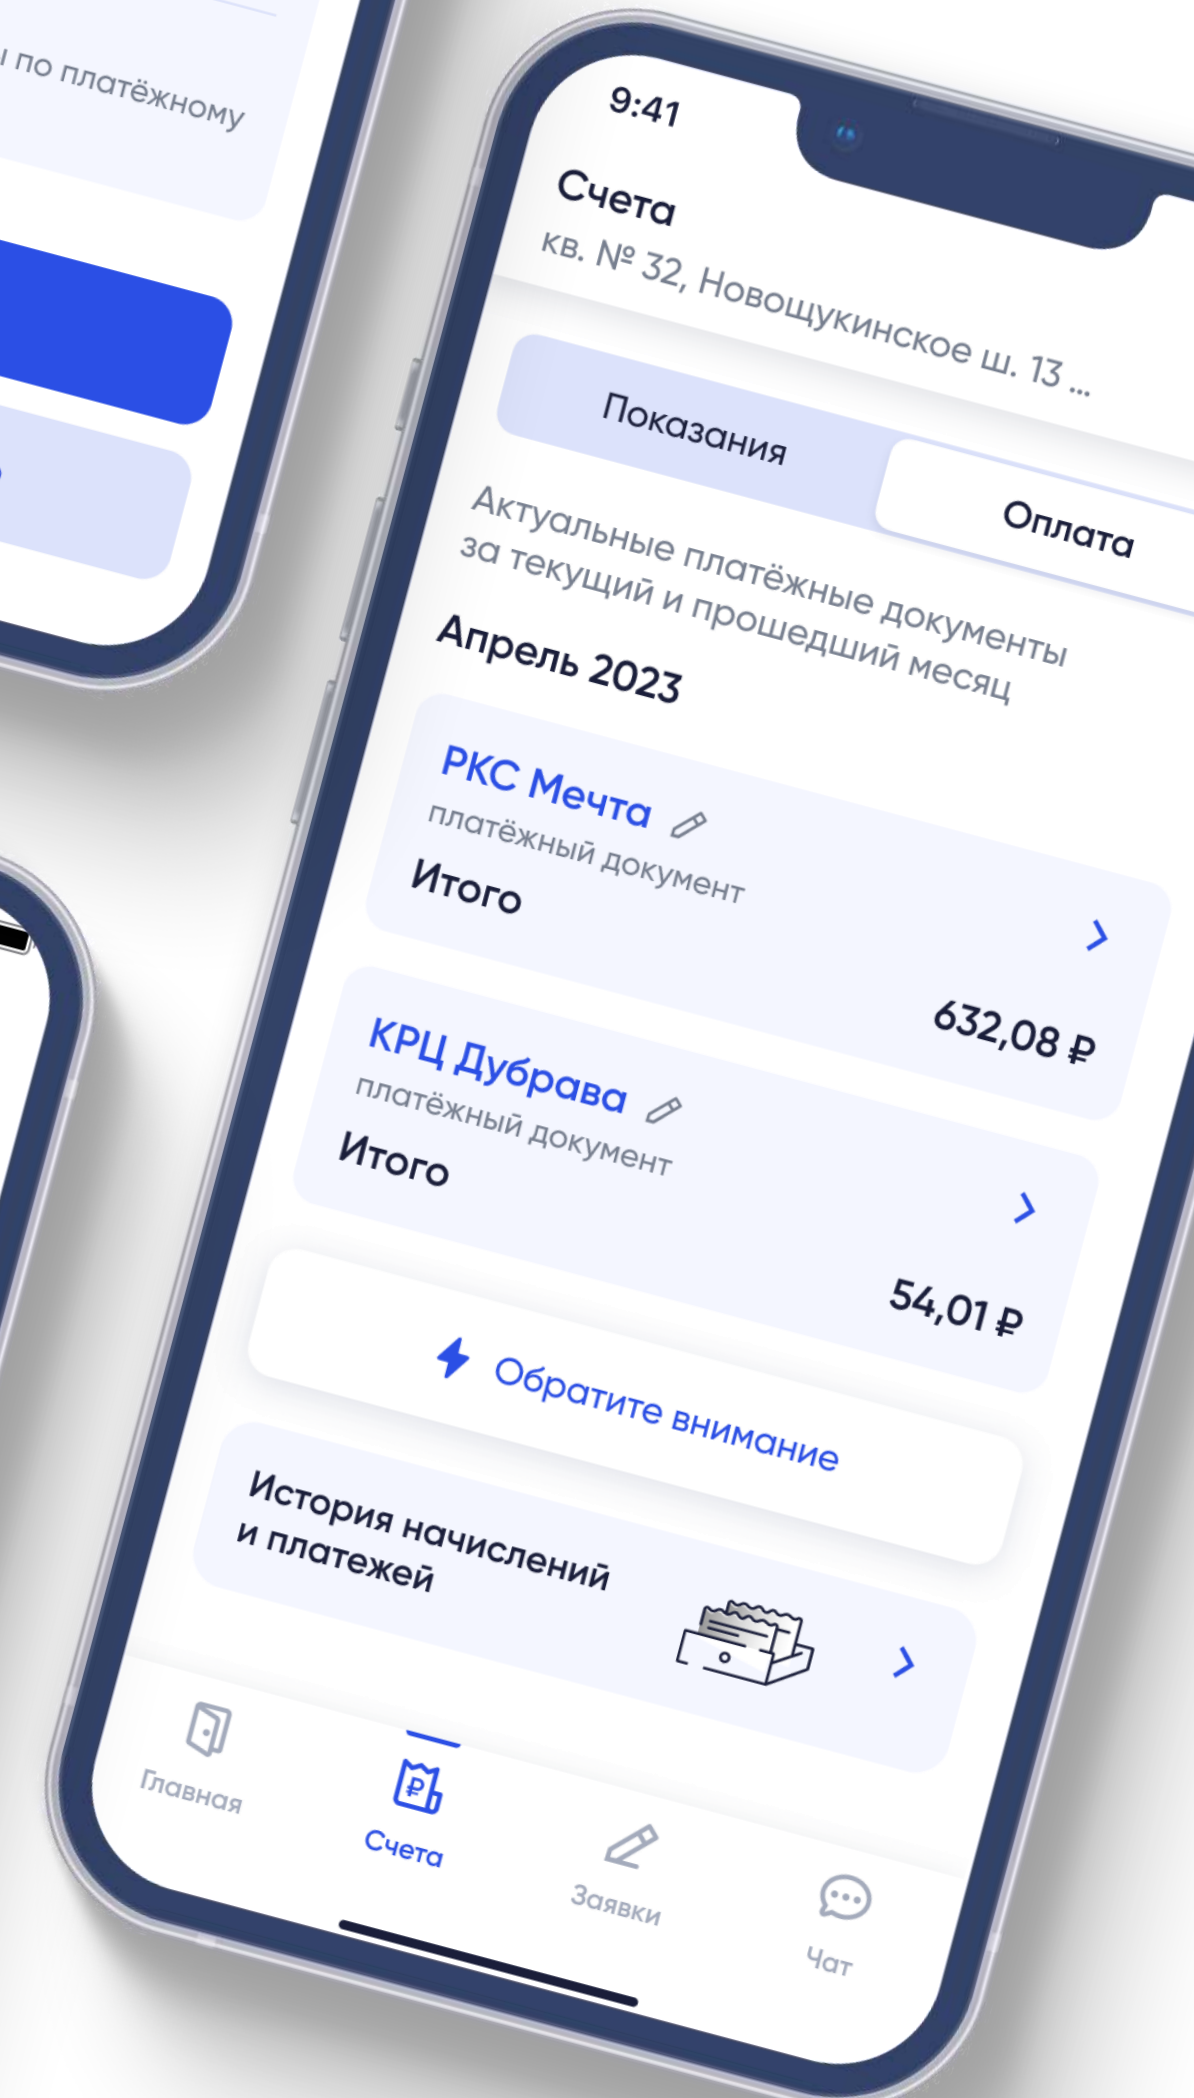 по платёжному
9:41
Счета
кв. № 32, Новощукинское ш. 13 ...
Показания
Оплата
Актуальные платёжные документы
за текущий и прошедший месяц
Апрель 2023
РКС Мечта
платёжный документ
Итого
632,08 ₽
КРЦ Дубрава
платёжный документ
Итого
54,01 ₽
Обратите внимание
История начислений
и платежей
Главная
₽
Счета
Заявки
Чат